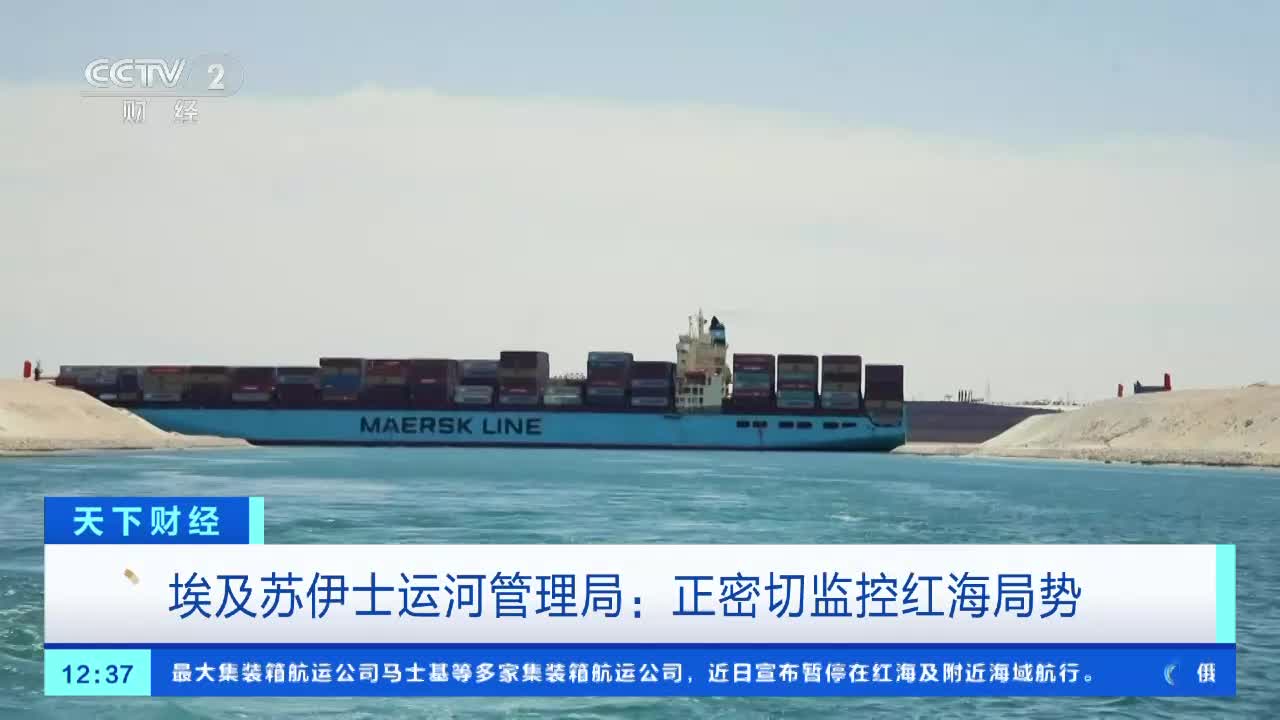 CCTV 2
财 经
MAERSK LINE
天下财经
埃及苏伊士运河管理局：正密切监控红海局势
12:37 最大集装箱航运公司马士基等多家集装箱航运公司，近日宣布暂停在红海及附近海域航行。 俄